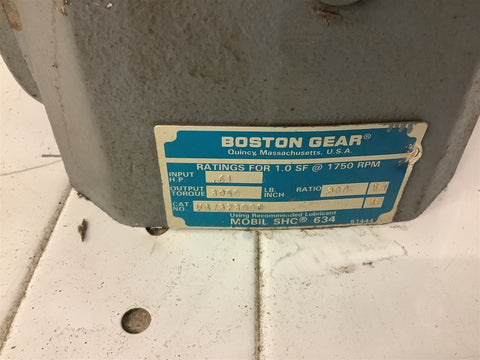 BOSTON GEAR®
Quincy, Massachusetts, U.S.A.
RATINGS FOR 1.0 SF @ 1750 RPM
INPUT H.P.
OUTPUT TORQUE LB. INCH RATIO
CAT. NO.
Using Recommended Lubricant
MOBIL SHC® 634 51444